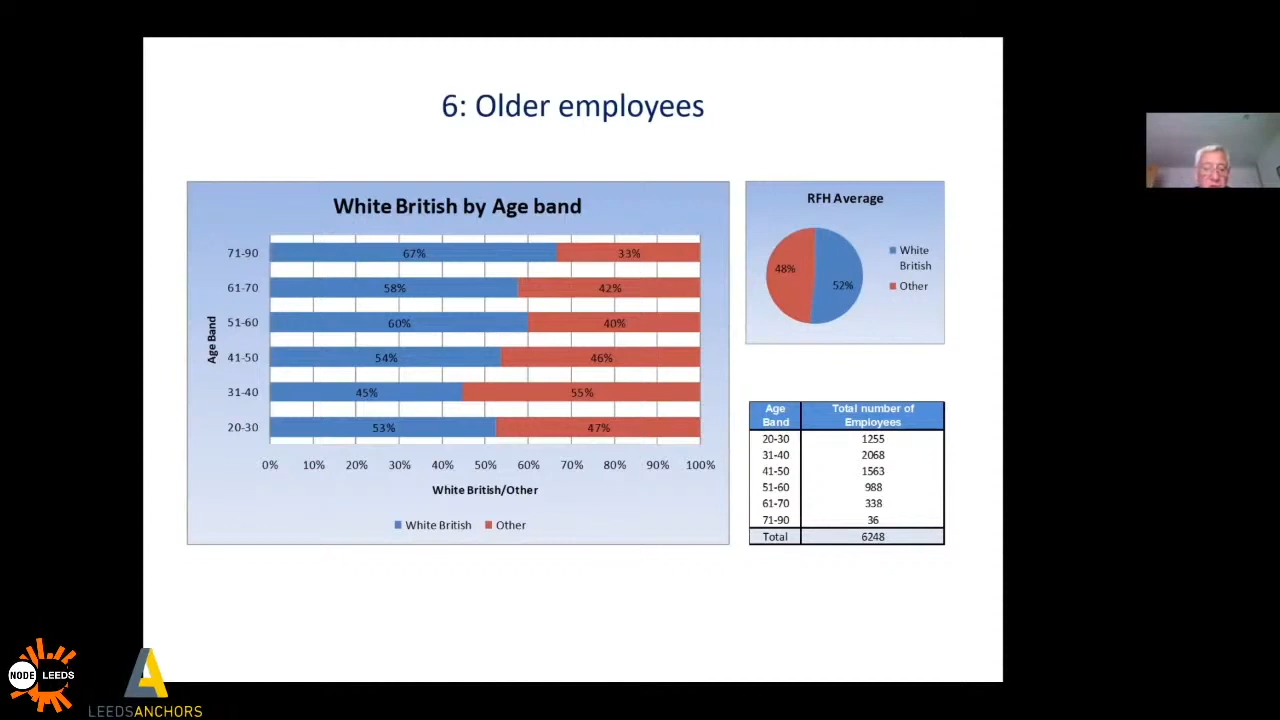 6: Older employees
White British by Age band
Age Band
71-90 67% 33%
61-70 58% 42%
51-60 60% 40%
41-50 54% 46%
31-40 45% 55%
20-30 53% 47%
0% 10% 20% 30% 40% 50% 60% 70% 80% 90% 100%
White British/Other
White British Other
RFH Average
48%
52%
White
British
Other
Age Total number of
Band Employees
20-30 1255
31-40 2068
41-50 1563
51-60 988
61-70 338
71-90 36
Total 6248
NODE LEEDS
LEEDSANCHORS